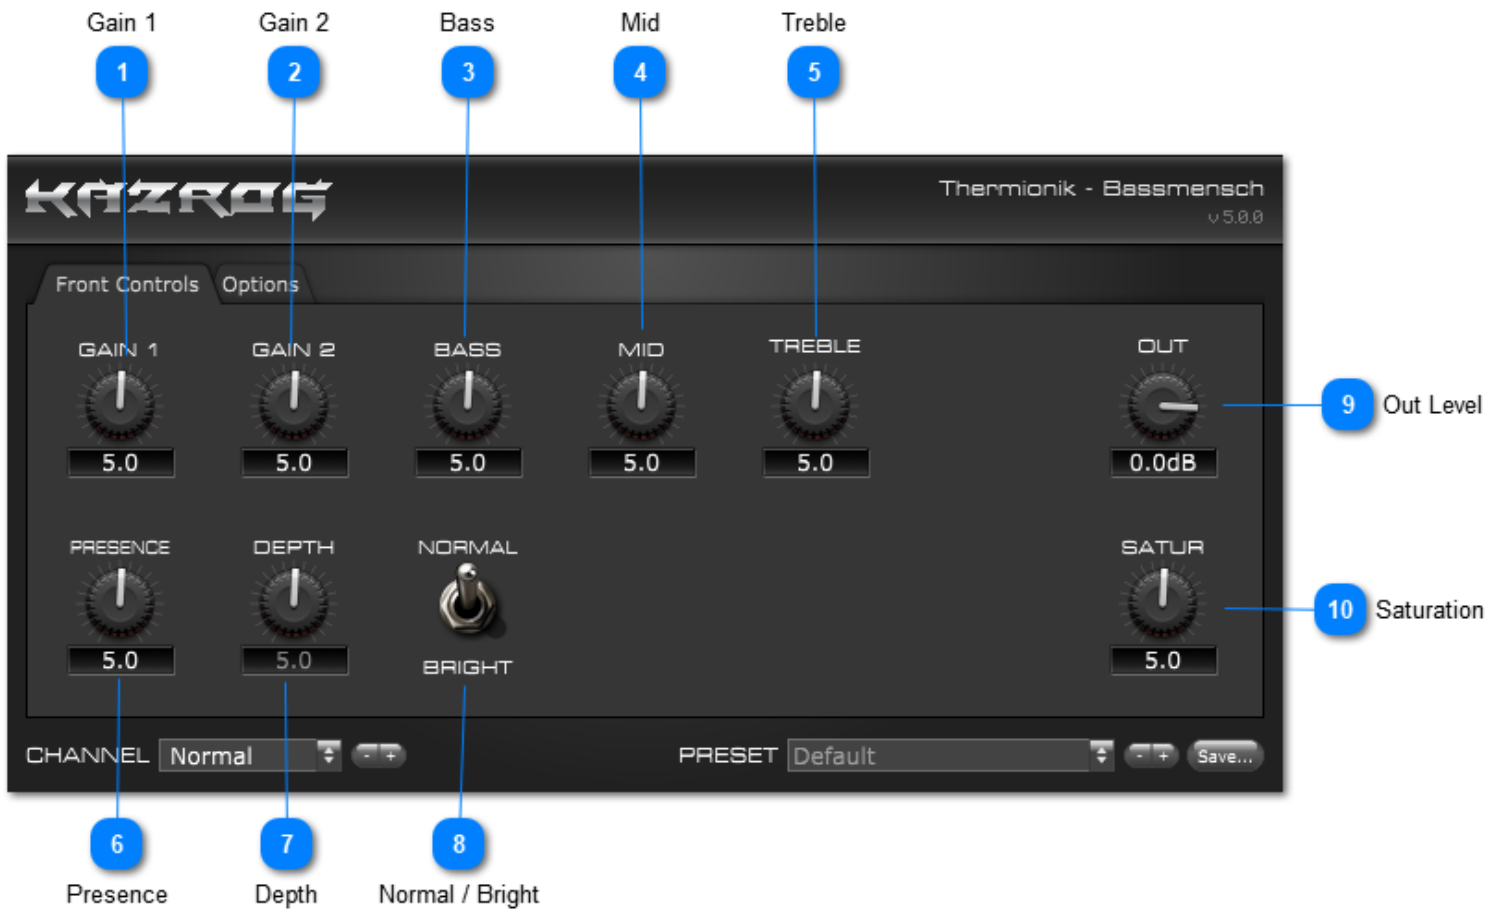 Gain 1 Gain 2 Bass Mid Treble
1 2 3 4 5
KAZROG
Thermionik - Bassmensch
v 5.0.0
Front Controls Options
GAIN 1 GAIN 2 BASS MID TREBLE OUT
9 Out Level
5.0 5.0 5.0 5.0 5.0 0.0dB
PRESENCE DEPTH NORMAL SATUR
10 Saturation
5.0 5.0 BRIGHT 5.0
CHANNEL Normal - + PRESET Default - + Save...
6 7 8
Presence Depth Normal / Bright